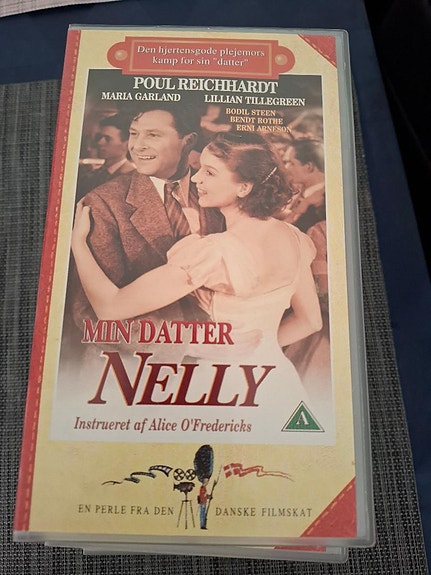 Den hjertensgode plejemors
kamp for sin "datter"
POUL REICHHARDT
MARIA GARLAND LILLIAN TILLEGREEN
BODIL STEEN
BENDT ROTHE
ERNI ARNESON
MIN DATTER
NELLY
Instrueret af Alice O'Fredericks
A
EN PERLE FRA DEN DANSKE FILMSKAT